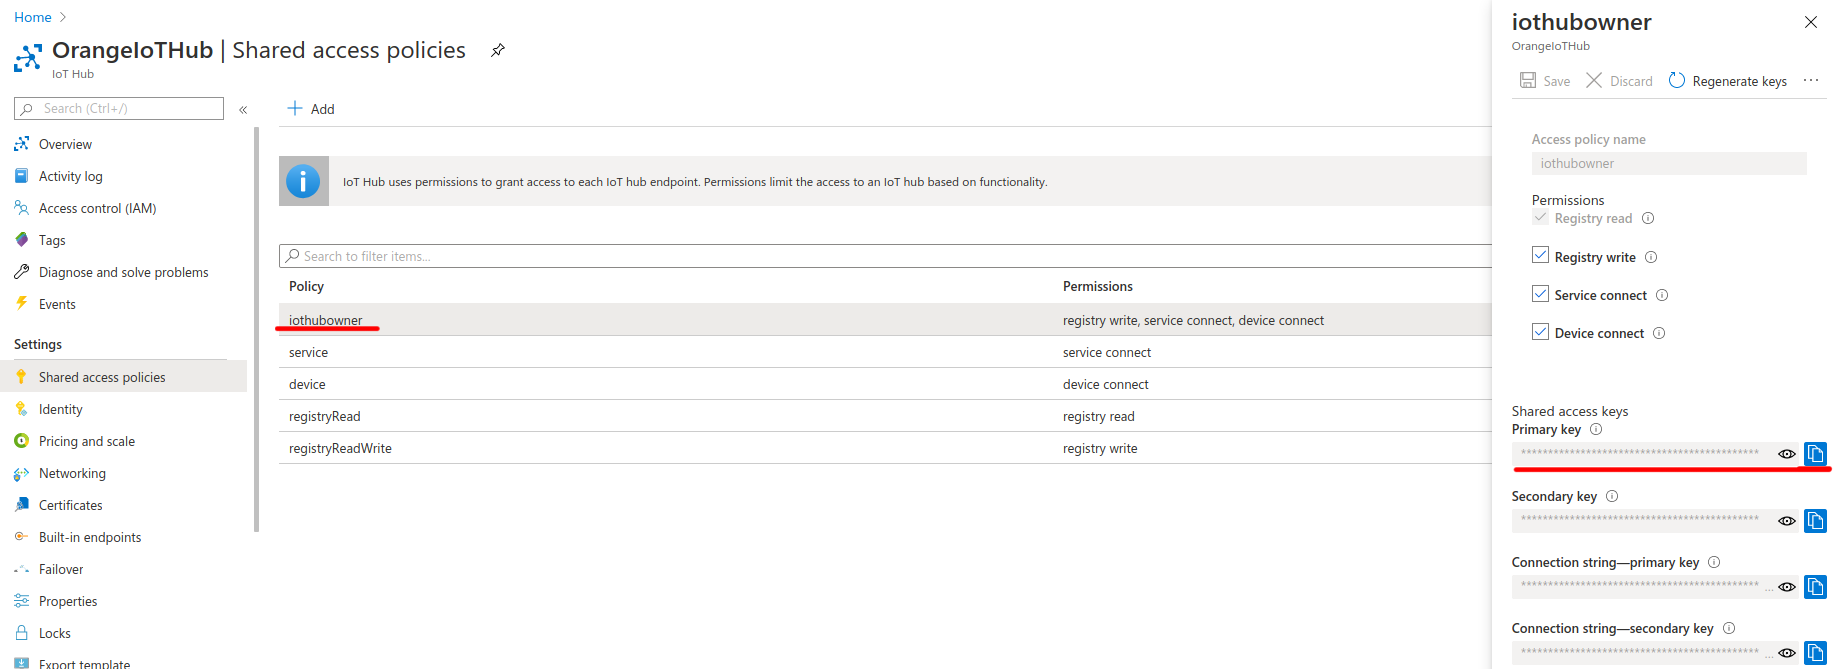 Home
OrangeIoTHub | Shared access policies
IoT Hub
Search (Ctrl+/)
«
Overview
Activity log
Access control (IAM)
Tags
Diagnose and solve problems
Events
Settings
Shared access policies
Identity
Pricing and scale
Networking
Certificates
Built-in endpoints
Failover
Properties
Locks
Export template
Add
IoT Hub uses permissions to grant access to each IoT hub endpoint. Permissions limit the access to an IoT hub based on functionality.
Search to filter items...
Policy Permissions
iothubowner registry write, service connect, device connect
service service connect
device device connect
registryRead registry read
registryReadWrite registry write
iothubowner
OrangeIoTHub
Save Discard Regenerate keys ...
Access policy name
iothubowner
Permissions
Registry read
Registry write
Service connect
Device connect
Shared access keys
Primary key
********************************************
Secondary key
********************************************
Connection string—primary key
******************************************** ...
Connection string—secondary key
******************************************** ...